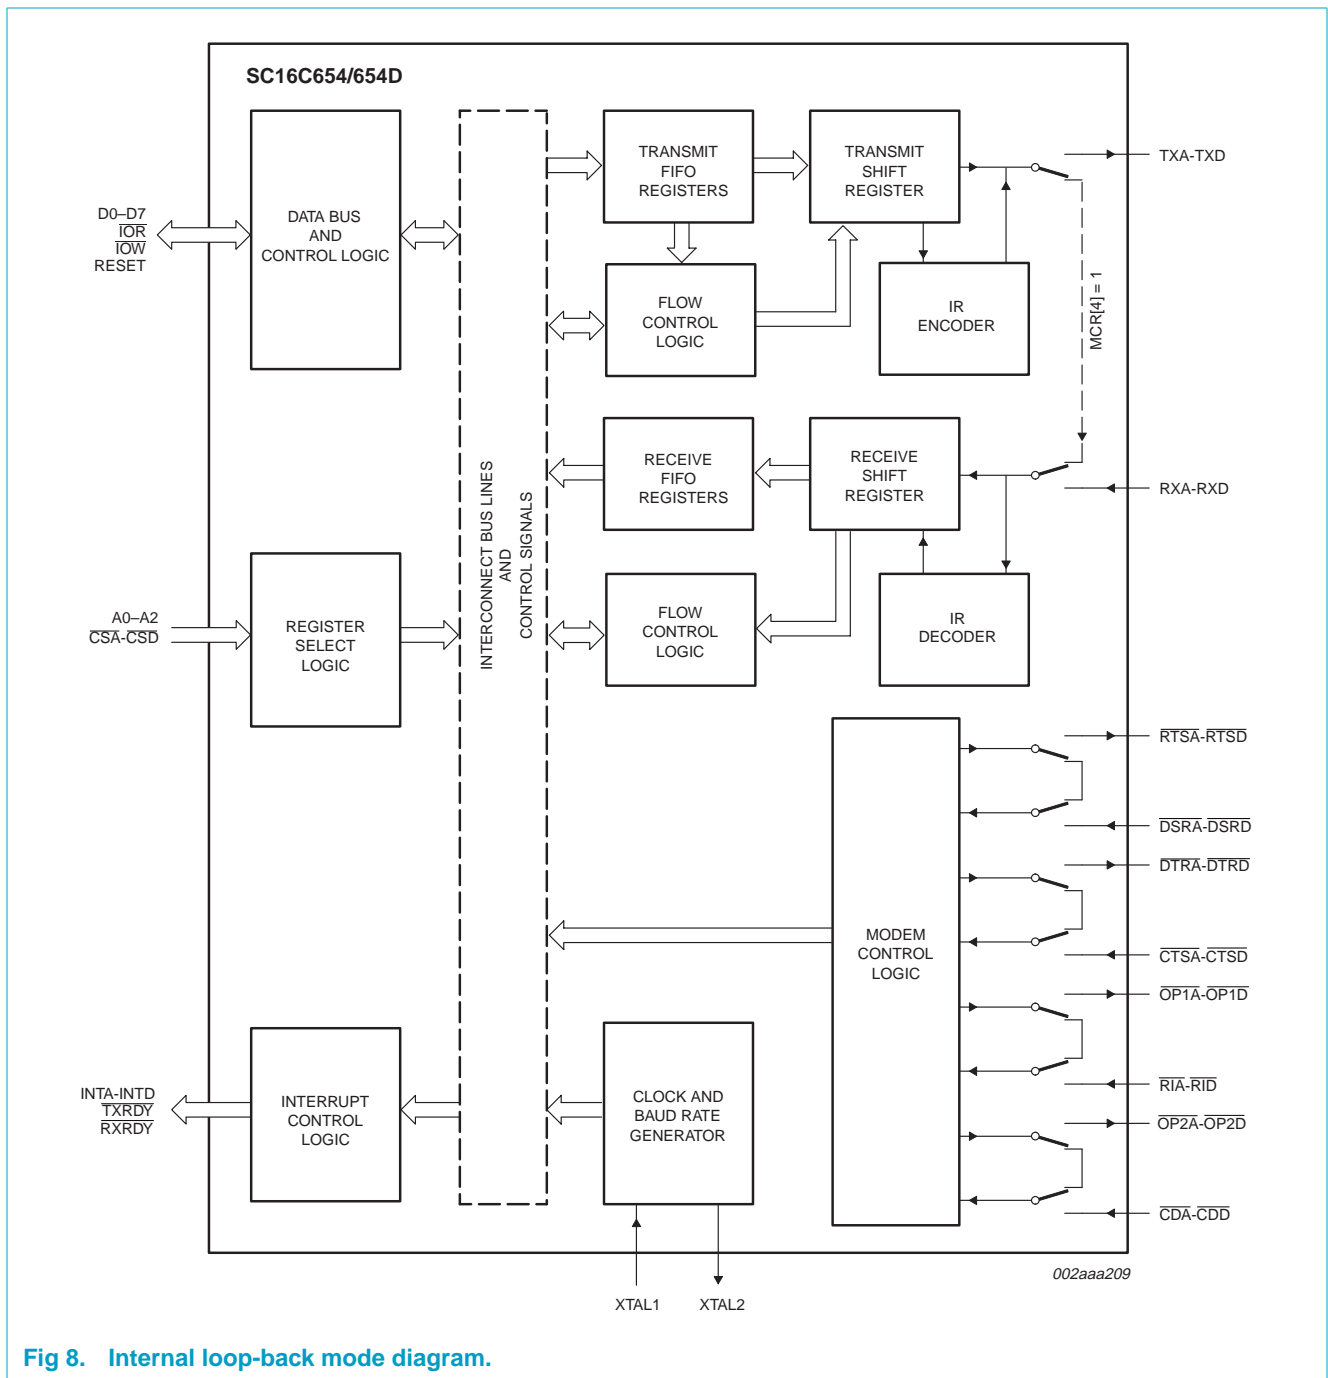 SC16C654/654D
D0–D7
IOR
IOW
RESET
DATA BUS
AND
CONTROL LOGIC
TRANSMIT
FIFO
REGISTERS
TRANSMIT
SHIFT
REGISTER
TXA-TXD
FLOW
CONTROL
LOGIC
IR
ENCODER
MCR[4] = 1
INTERCONNECT BUS LINES
AND
CONTROL SIGNALS
RECEIVE
FIFO
REGISTERS
RECEIVE
SHIFT
REGISTER
RXA-RXD
A0–A2
CSA-CSD
REGISTER
SELECT
LOGIC
FLOW
CONTROL
LOGIC
IR
DECODER
MODEM
CONTROL
LOGIC
RTSA-RTSD
DSRA-DSRD
DTRA-DTRD
CTSA-CTSD
OP1A-OP1D
RIA-RID
OP2A-OP2D
CDA-CDD
INTA-INTD
TXRDY
RXRDY
INTERRUPT
CONTROL
LOGIC
CLOCK AND
BAUD RATE
GENERATOR
XTAL1
XTAL2
002aaa209
Fig 8. Internal loop-back mode diagram.